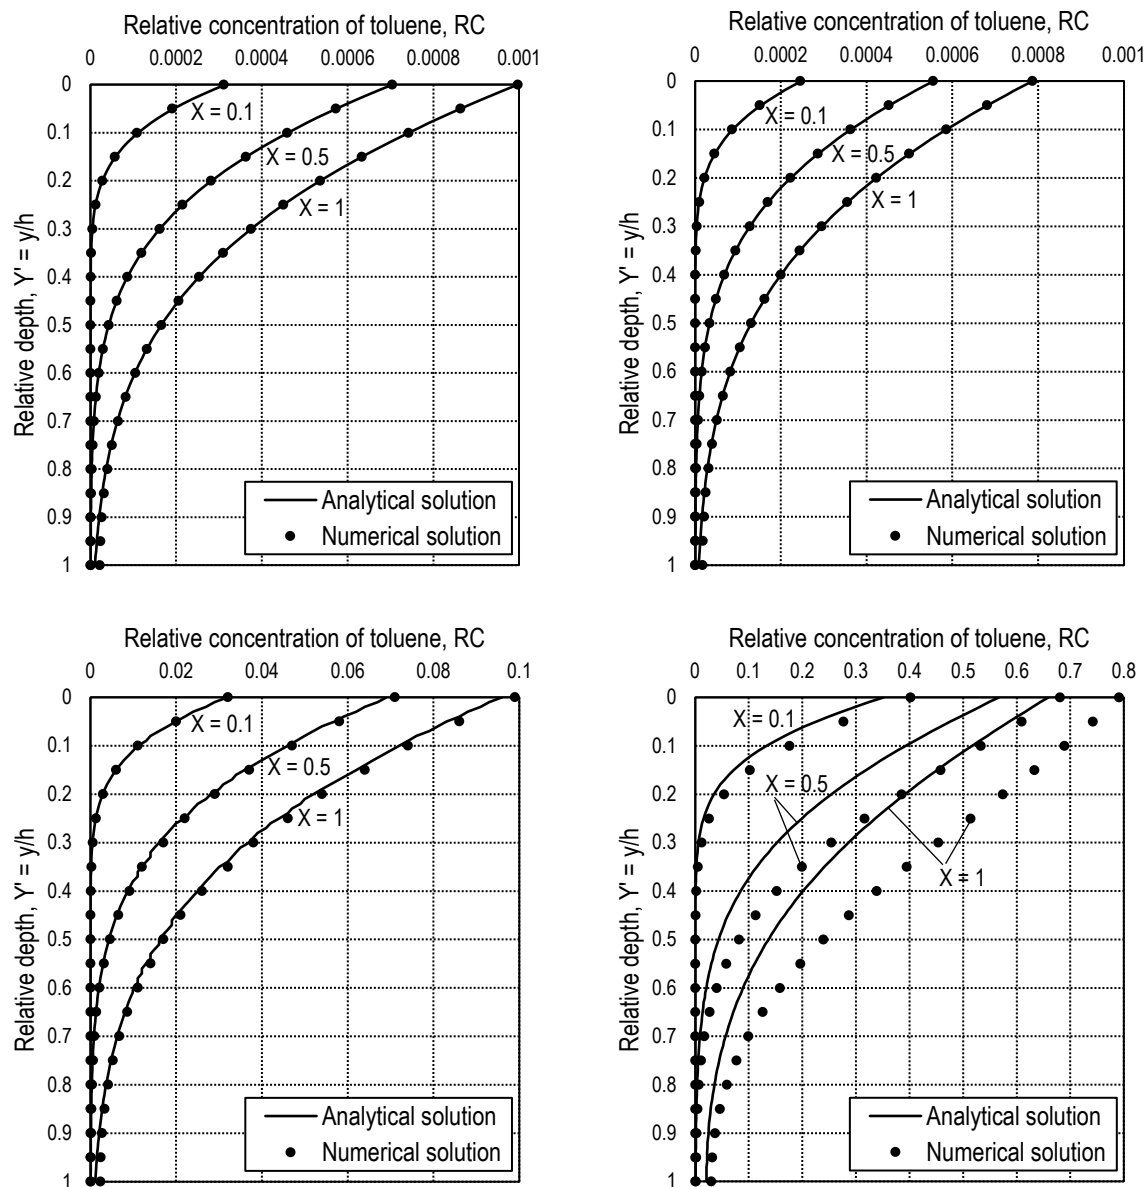 Relative concentration of toluene, RC
0 0.0002 0.0004 0.0006 0.0008 0.001
0
0.1
0.2
0.3
0.4
0.5
0.6
0.7
0.8
0.9
1
Relative depth, Y' = y/h
X = 0.1
X = 0.5
X = 1
Analytical solution
Numerical solution
Relative concentration of toluene, RC
0 0.0002 0.0004 0.0006 0.0008 0.001
0
0.1
0.2
0.3
0.4
0.5
0.6
0.7
0.8
0.9
1
Relative depth, Y' = y/h
X = 0.1
X = 0.5
X = 1
Analytical solution
Numerical solution
Relative concentration of toluene, RC
0 0.02 0.04 0.06 0.08 0.1
0
0.1
0.2
0.3
0.4
0.5
0.6
0.7
0.8
0.9
1
Relative depth, Y' = y/h
X = 0.1
X = 0.5
X = 1
Analytical solution
Numerical solution
Relative concentration of toluene, RC
0 0.1 0.2 0.3 0.4 0.5 0.6 0.7 0.8
0
0.1
0.2
0.3
0.4
0.5
0.6
0.7
0.8
0.9
1
Relative depth, Y' = y/h
X = 0.1
X = 0.5
X = 1
Analytical solution
Numerical solution